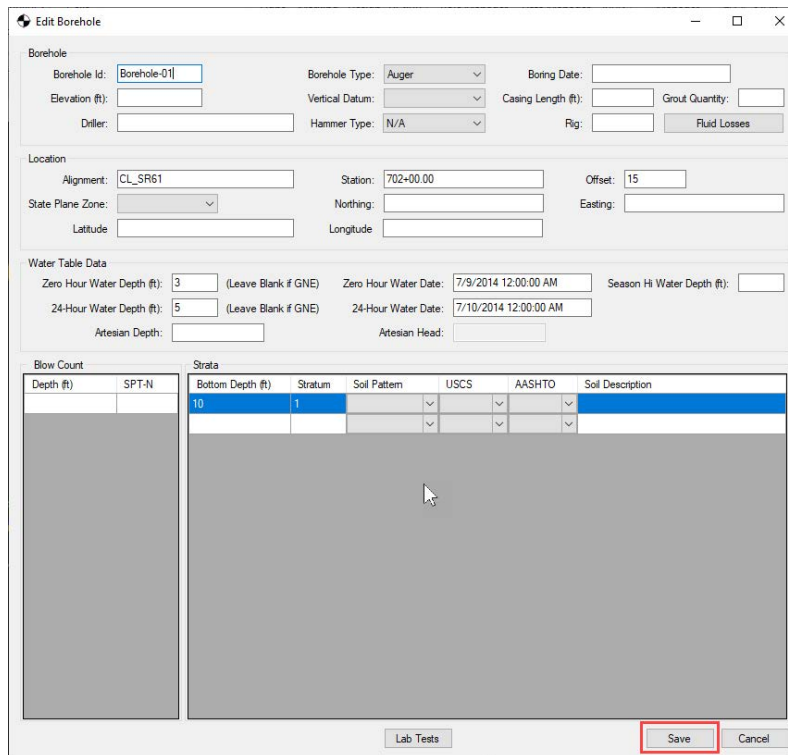 Edit Borehole
Borehole
Borehole Id: Borehole-01 Borehole Type: Auger Boring Date:
Elevation (ft): Vertical Datum: Casing Length (ft): Grout Quantity:
Driller: Hammer Type: N/A Rig: Fluid Losses
Location
Alignment: CL_SR61 Station: 702+00.00 Offset: 15
State Plane Zone: Northing: Easting:
Latitude Longitude
Water Table Data
Zero Hour Water Depth (ft): 3 (Leave Blank if GNE) Zero Hour Water Date: 7/9/2014 12:00:00 AM Season Hi Water Depth (ft):
24-Hour Water Depth (ft): 5 (Leave Blank if GNE) 24-Hour Water Date: 7/10/2014 12:00:00 AM
Artesian Depth: Artesian Head:
Blow Count Strata
Depth (ft) SPT-N Bottom Depth (ft) Stratum Soil Pattern USCS AASHTO Soil Description
10 1
Lab Tests Save Cancel